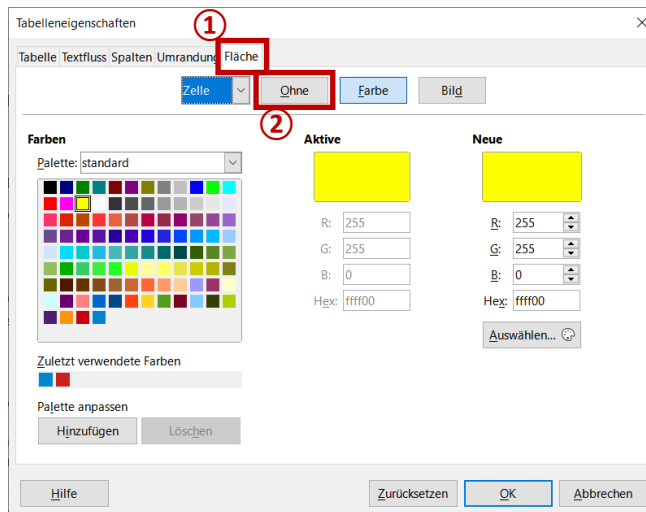 Tabelleneigenschaften
①
Tabelle Textfluss Spalten Umrandung Fläche
Zelle Ohne Farbe Bild
②
Farben Aktive Neue
Palette: standard
R: 255 R: 255
G: 255 G: 255
B: 0 B: 0
Hex: ffff00 Hex: ffff00
Auswählen...
Zuletzt verwendete Farben
Palette anpassen
Hinzufügen Löschen
Hilfe Zurücksetzen OK Abbrechen